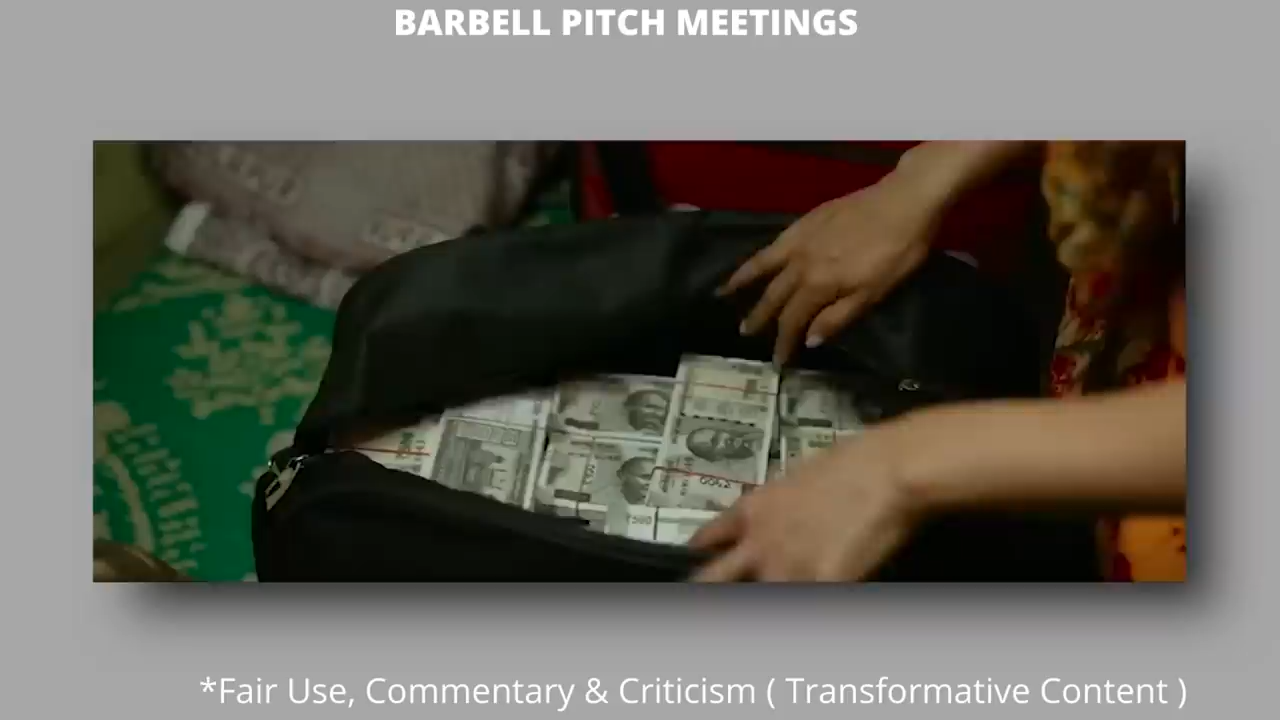 BARBELL PITCH MEETINGS
*Fair Use, Commentary & Criticism ( Transformative Content )